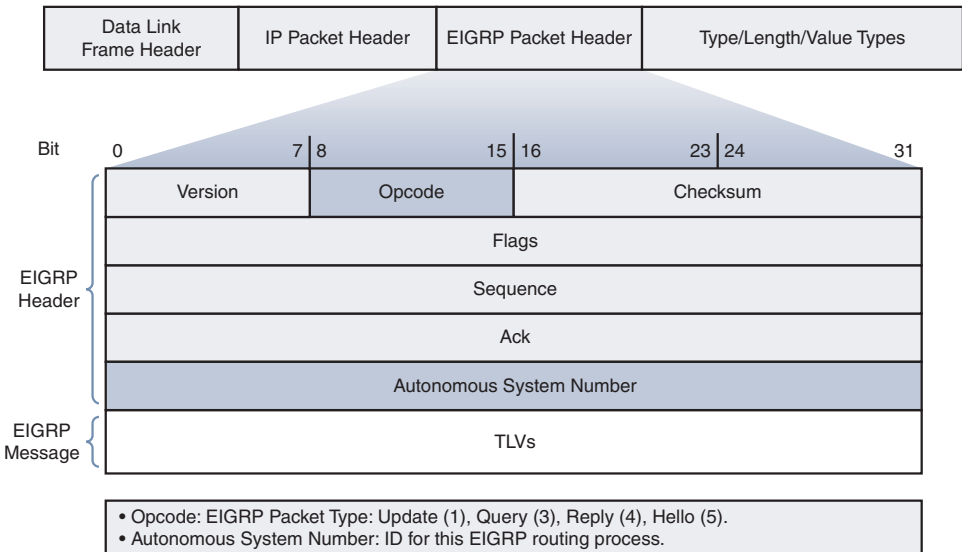 Data Link
Frame Header
IP Packet Header
EIGRP Packet Header
Type/Length/Value Types
Bit
0
7
8
15
16
23
24
31
Version
Opcode
Checksum
Flags
Sequence
Ack
Autonomous System Number
EIGRP
Header
TLVs
EIGRP
Message
• Opcode: EIGRP Packet Type: Update (1), Query (3), Reply (4), Hello (5).
• Autonomous System Number: ID for this EIGRP routing process.